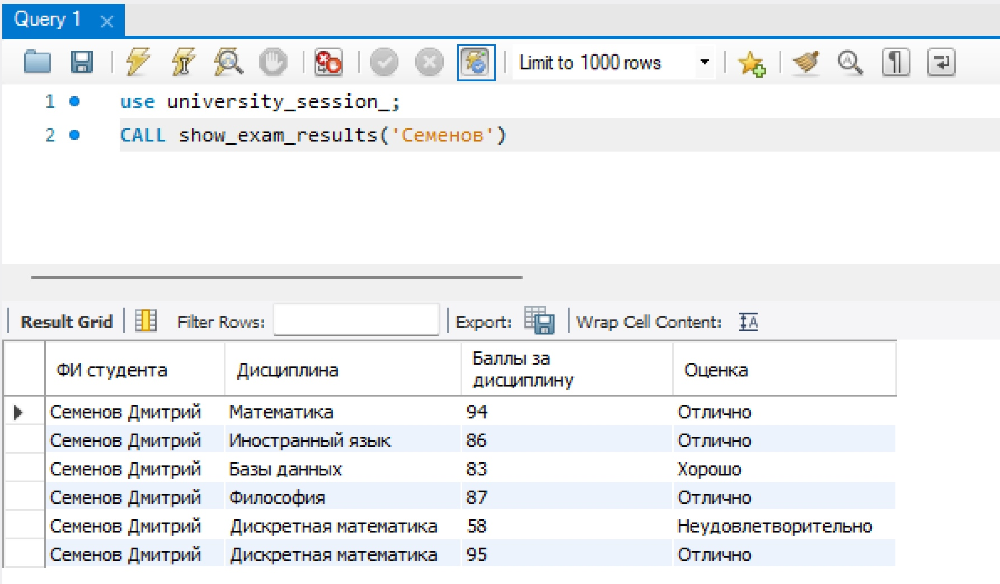 Query 1
Limit to 1000 rows
1 use university_session_;
2 CALL show_exam_results('Семенов')
Result Grid Filter Rows: Export: Wrap Cell Content:
ФИ студента Дисциплина Баллы за дисциплину Оценка
Семенов Дмитрий Математика 94 Отлично
Семенов Дмитрий Иностранный язык 86 Отлично
Семенов Дмитрий Базы данных 83 Хорошо
Семенов Дмитрий Философия 87 Отлично
Семенов Дмитрий Дискретная математика 58 Неудовлетворительно
Семенов Дмитрий Дискретная математика 95 Отлично